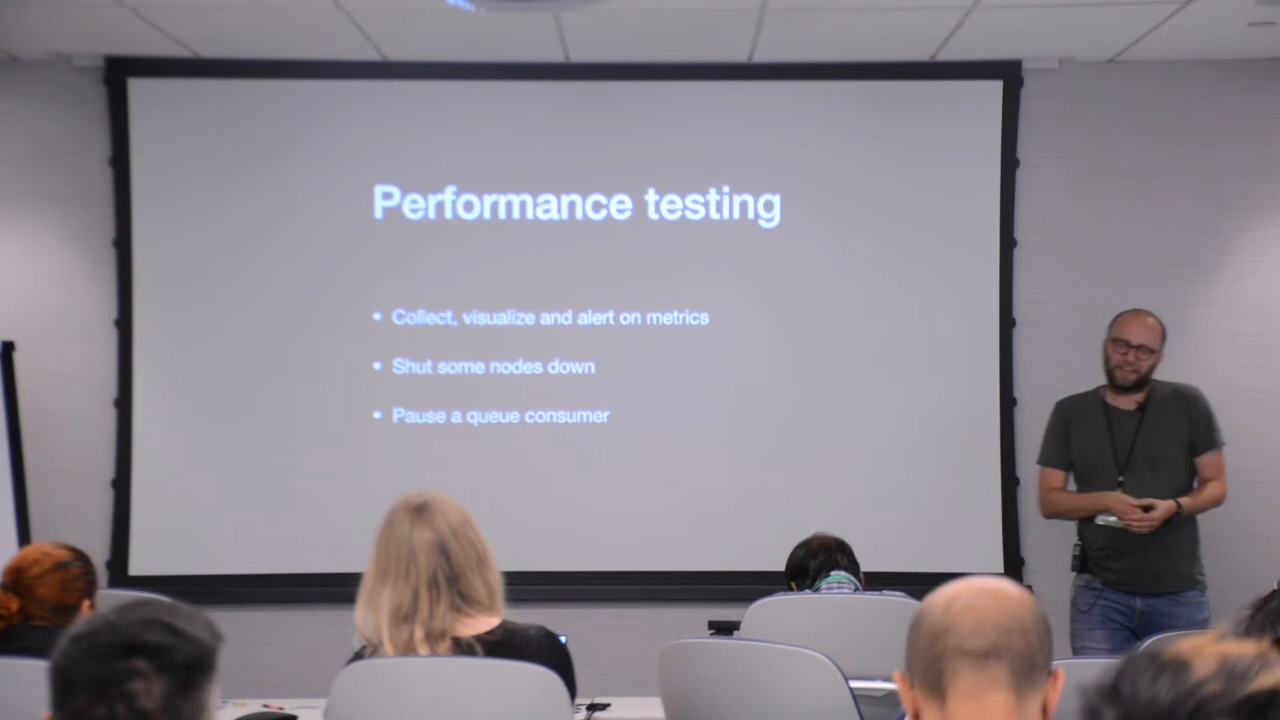 Performance testing
• Collect, visualize and alert on metrics
• Shut some nodes down
• Pause a queue consumer